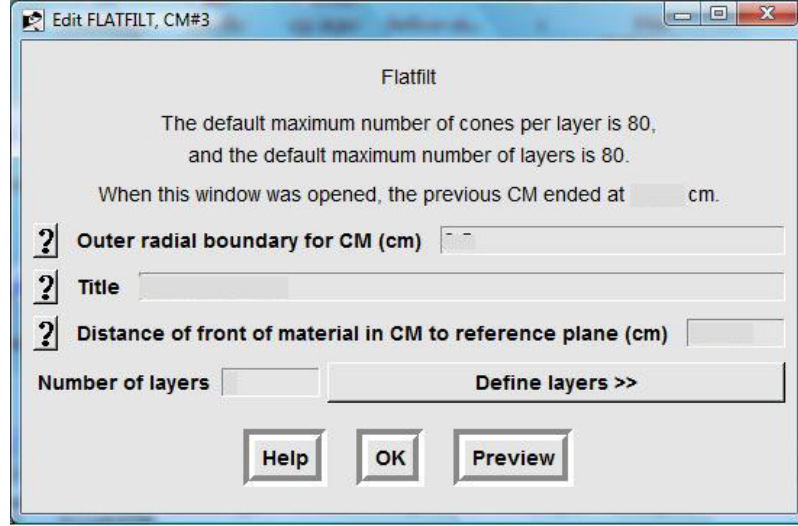 Edit FLATFILT, CM#3
Flatfilt
The default maximum number of cones per layer is 80,
and the default maximum number of layers is 80.
When this window was opened, the previous CM ended at cm.
? Outer radial boundary for CM (cm)
? Title
? Distance of front of material in CM to reference plane (cm)
Number of layers Define layers >>
Help OK Preview